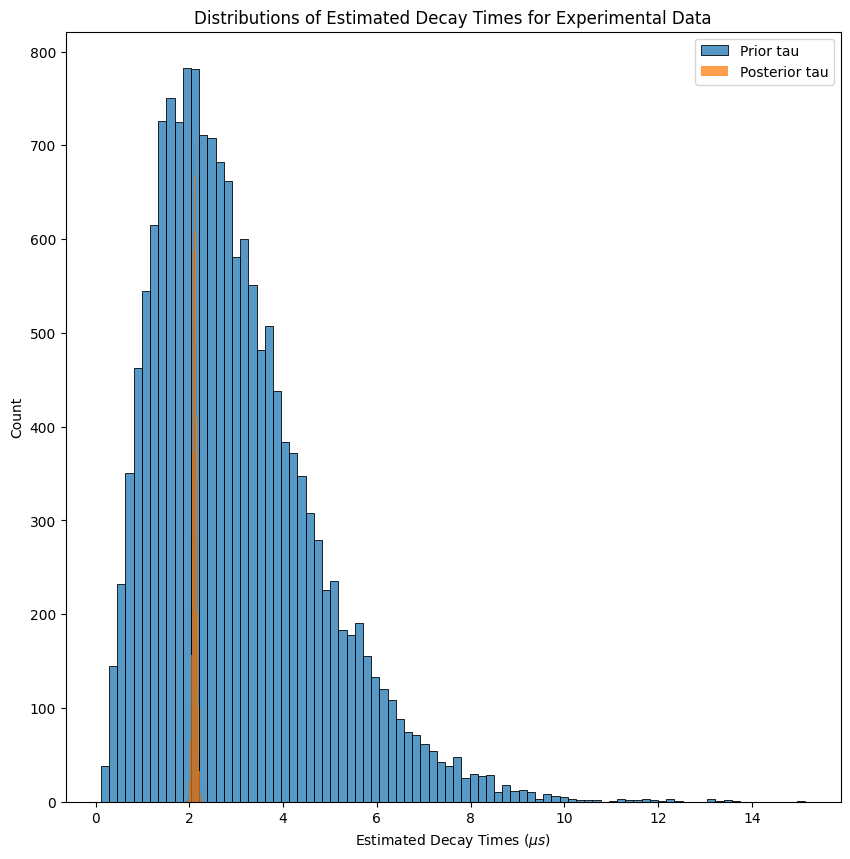 Distributions of Estimated Decay Times for Experimental Data
Prior tau
Posterior tau
800
700
600
500
400
300
200
100
0
Count
0 2 4 6 8 10 12 14
Estimated Decay Times (μs)